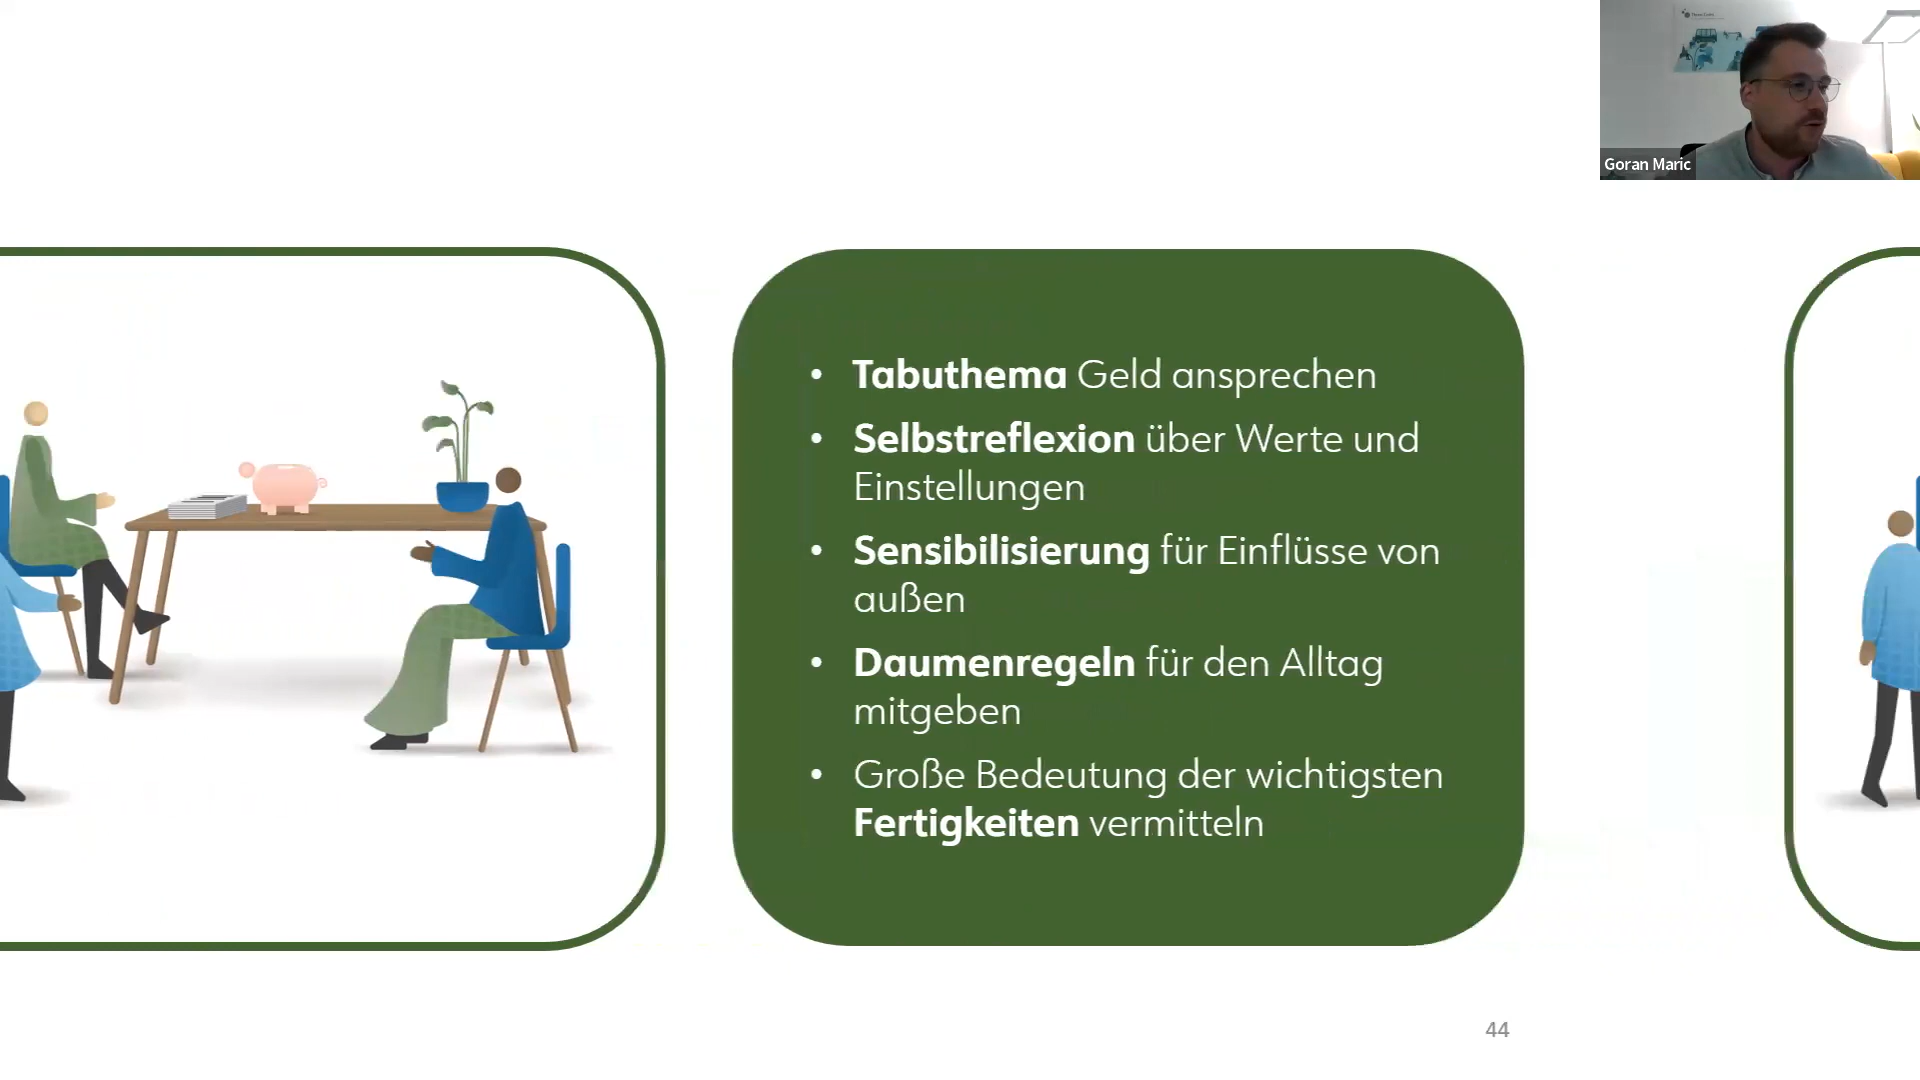 Goran Maric
• Tabuthema Geld ansprechen
• Selbstreflexion über Werte und
Einstellungen
• Sensibilisierung für Einflüsse von
außen
• Daumenregeln für den Alltag
mitgeben
• Große Bedeutung der wichtigsten
Fertigkeiten vermitteln
44